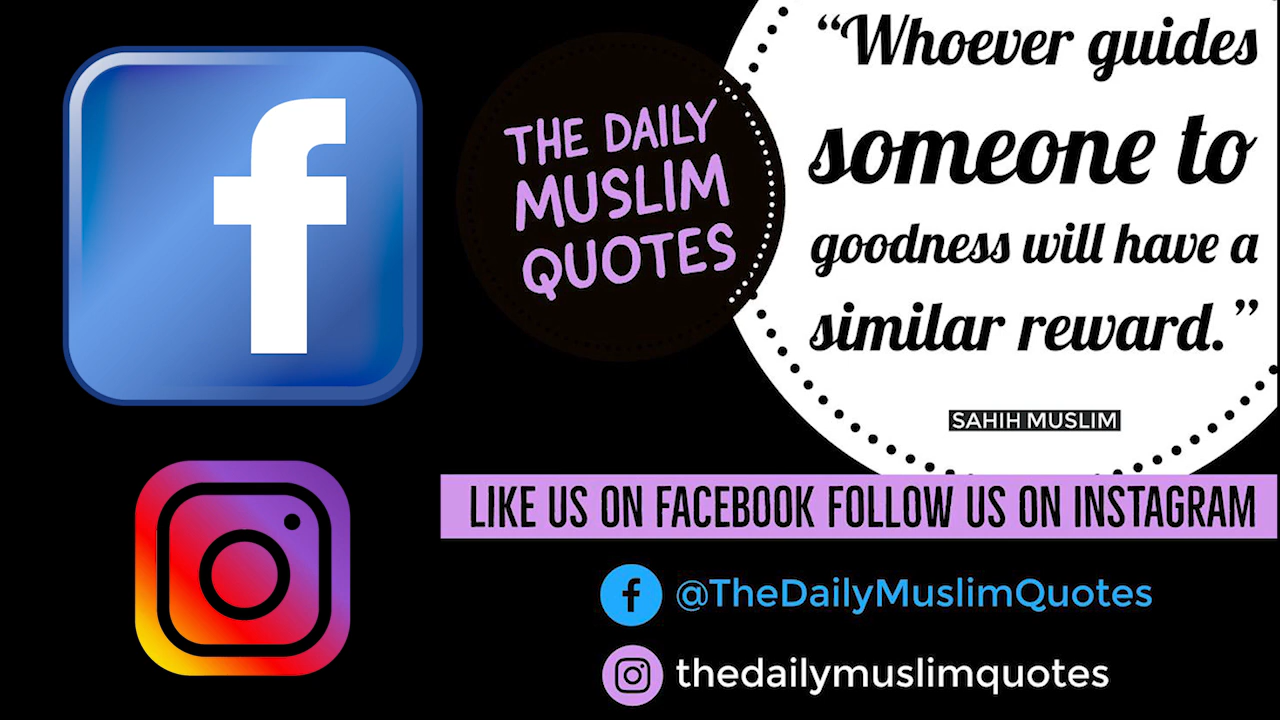 THE DAILY
MUSLIM
QUOTES
“Whoever guides
someone to
goodness will have a
similar reward.”
SAHIH MUSLIM
LIKE US ON FACEBOOK FOLLOW US ON INSTAGRAM
@TheDailyMuslimQuotes
thedailymuslimquotes